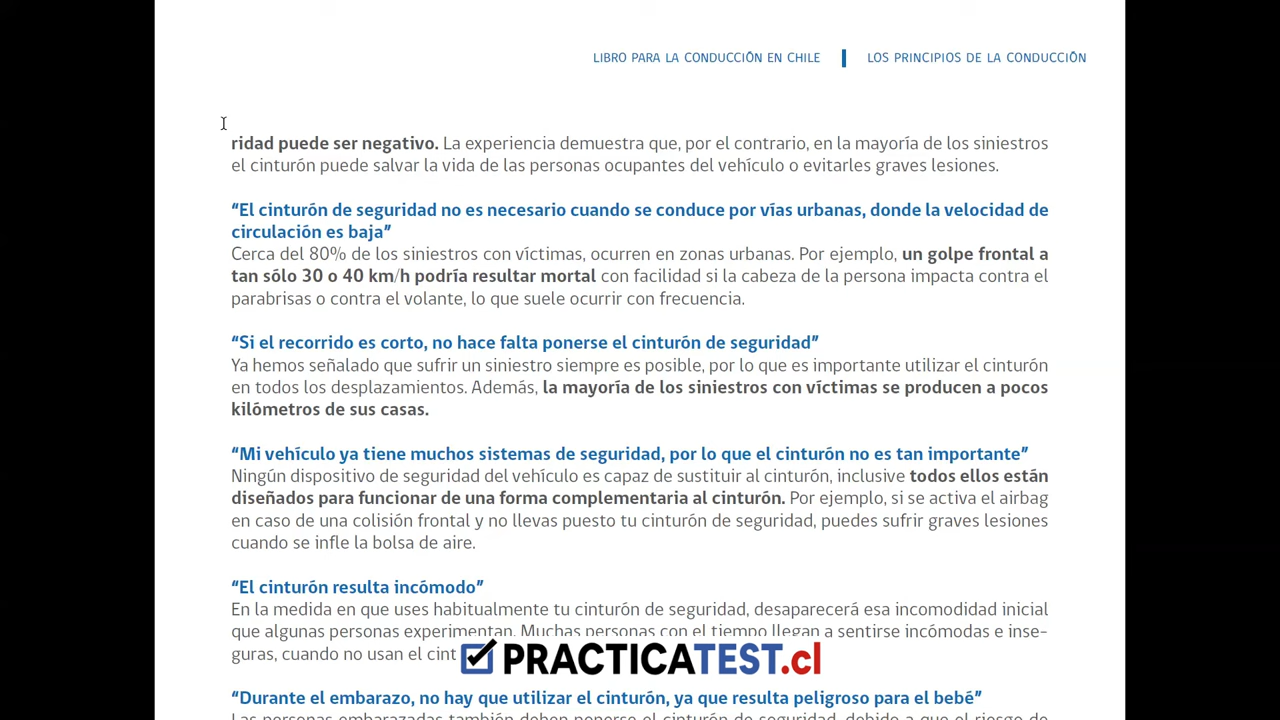 LIBRO PARA LA CONDUCCIÓN EN CHILE LOS PRINCIPIOS DE LA CONDUCCIÓN
ridad puede ser negativo. La experiencia demuestra que, por el contrario, en la mayoría de los siniestros
el cinturón puede salvar la vida de las personas ocupantes del vehículo o evitarles graves lesiones.
“El cinturón de seguridad no es necesario cuando se conduce por vías urbanas, donde la velocidad de
circulación es baja”
Cerca del 80% de los siniestros con víctimas, ocurren en zonas urbanas. Por ejemplo, un golpe frontal a
tan sólo 30 o 40 km/h podría resultar mortal con facilidad si la cabeza de la persona impacta contra el
parabrisas o contra el volante, lo que suele ocurrir con frecuencia.
“Si el recorrido es corto, no hace falta ponerse el cinturón de seguridad”
Ya hemos señalado que sufrir un siniestro siempre es posible, por lo que es importante utilizar el cinturón
en todos los desplazamientos. Además, la mayoría de los siniestros con víctimas se producen a pocos
kilómetros de sus casas.
“Mi vehículo ya tiene muchos sistemas de seguridad, por lo que el cinturón no es tan importante”
Ningún dispositivo de seguridad del vehículo es capaz de sustituir al cinturón, inclusive todos ellos están
diseñados para funcionar de una forma complementaria al cinturón. Por ejemplo, si se activa el airbag
en caso de una colisión frontal y no llevas puesto tu cinturón de seguridad, puedes sufrir graves lesiones
cuando se infle la bolsa de aire.
“El cinturón resulta incómodo”
En la medida en que uses habitualmente tu cinturón de seguridad, desaparecerá esa incomodidad inicial
que algunas personas experimentan. Muchas personas con el tiempo llegan a sentirse incómodas e inse-
guras, cuando no usan el cint
PRACTICATEST.cl
“Durante el embarazo, no hay que utilizar el cinturón, ya que resulta peligroso para el bebé”
Las personas embarazadas también deben ponerse el cinturón de seguridad, debido a que el riesgo de